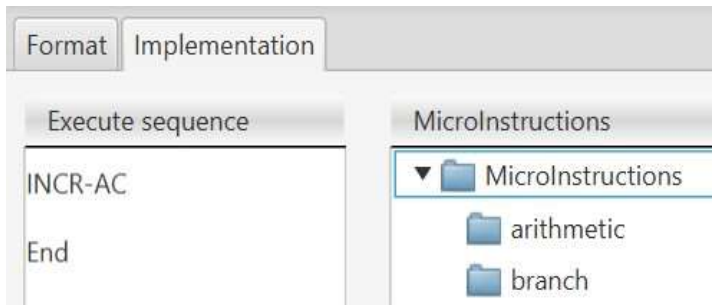 Format Implementation
Execute sequence
INCR-AC
End
MicroInstructions
MicroInstructions
arithmetic
branch